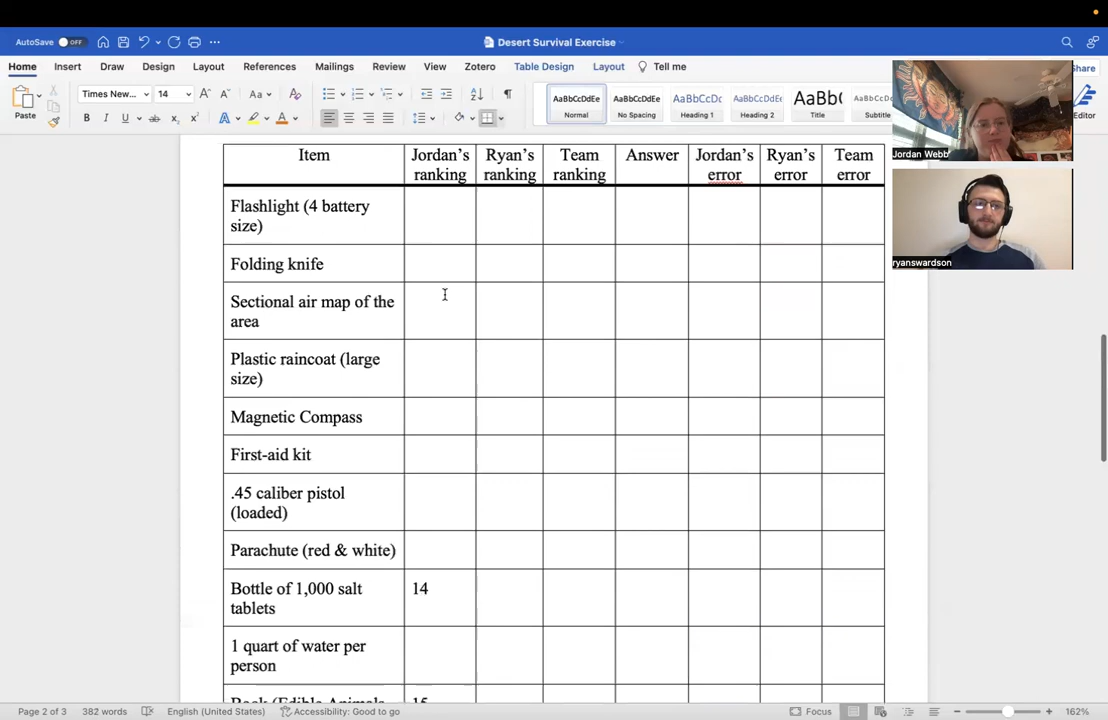 AutoSave OFF
Desert Survival Exercise
Home Insert Draw Design Layout References Mailings Review View Zotero Table Design Layout Tell me
Share
Paste
Times New... 14
AaBbCcDdEe
Normal
AaBbCcDdEe
No Spacing
AaBbCcDc
Heading 1
AaBbCcDdE
Heading 2
AaBb(
Title
AaBbCcDdEe
Subtitle
Editor
Jordan Webb
ryanswardson
Item
Jordan's
ranking
Ryan's
ranking
Team
ranking
Answer
Jordan's
error
Ryan's
error
Team
error
Flashlight (4 battery
size)
Folding knife
Sectional air map of the
area
Plastic raincoat (large
size)
Magnetic Compass
First-aid kit
.45 caliber pistol
(loaded)
Parachute (red & white)
Bottle of 1,000 salt
tablets
14
1 quart of water per
person
Book (Edible Animals
15
Page 2 of 3 382 words English (United States) Accessibility: Good to go Focus 162%